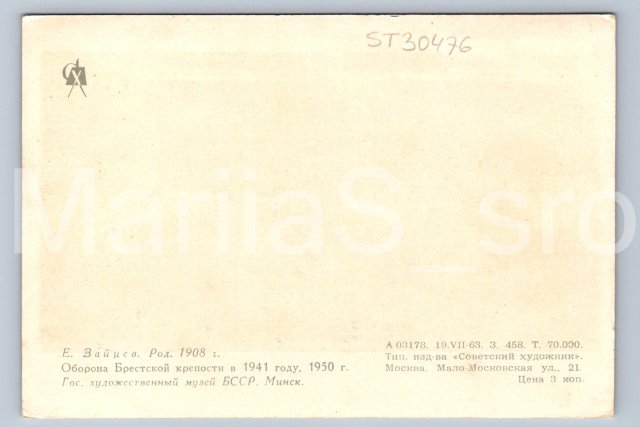 ST30476
MariiaS_sro
Е. Зайцев. Род. 1908 г.
Оборона Брестской крепости в 1941 году, 1950 г.
Гос. художественный музей БССР. Минск.
А 03178. 19.VII-63. З. 458. Т. 70.000.
Тип. изд-ва «Советский художник».
Москва. Мало-Московская ул., 21.
Цена 3 коп.